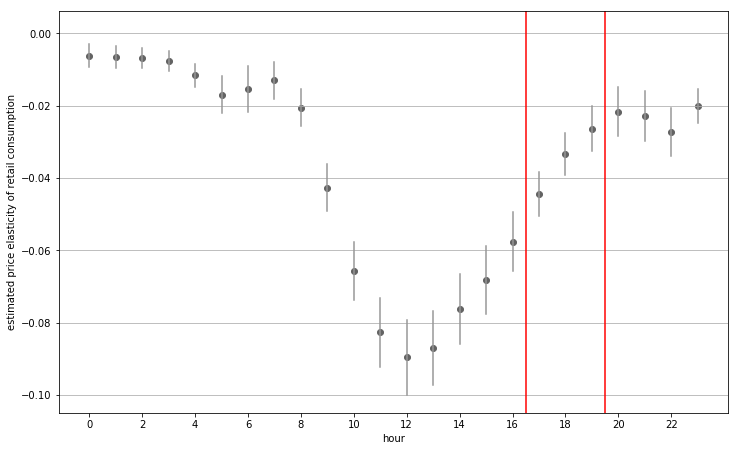 estimated price elasticity of retail consumption
0.00
−0.02
−0.04
−0.06
−0.08
−0.10
0 2 4 6 8 10 12 14 16 18 20 22
hour